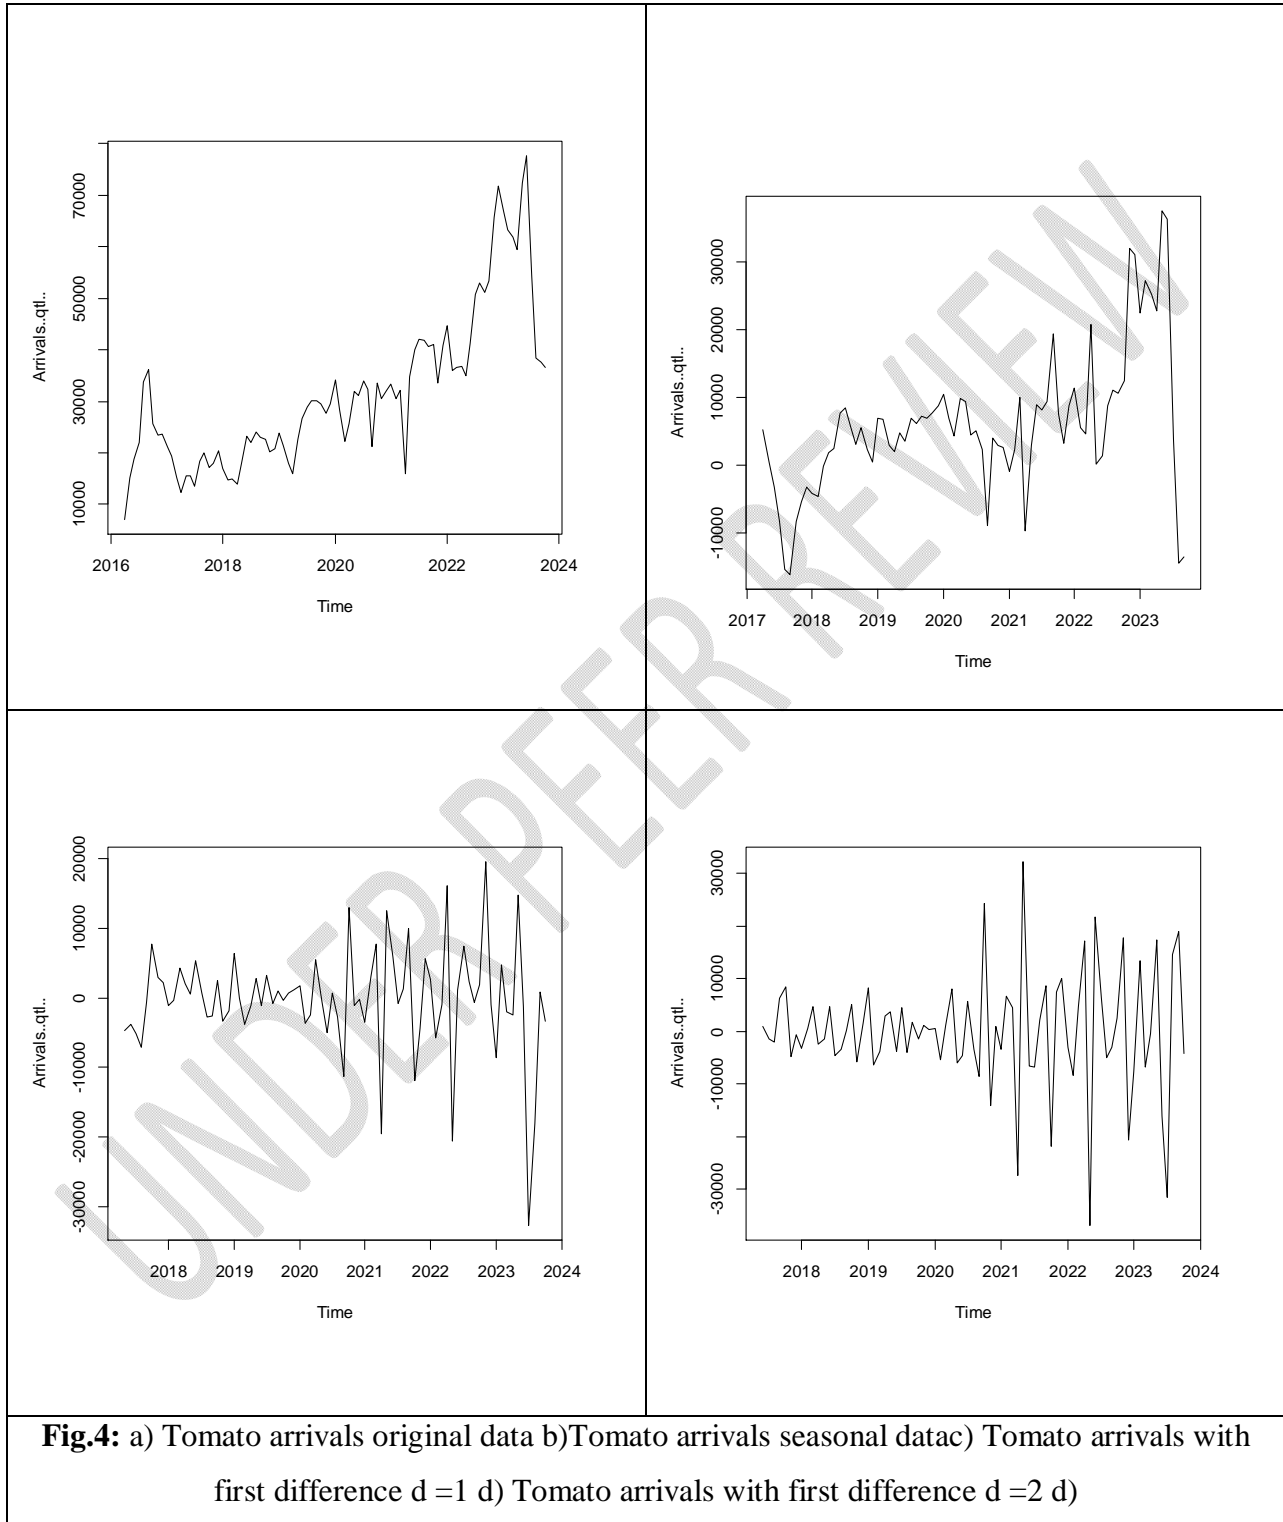 Arrivals..qtl..
70000
50000
30000
10000
2016 2018 2020 2022 2024
Time
Arrivals..qtl..
30000
20000
10000
0
-10000
2017 2018 2019 2020 2021 2022 2023
Time
Arrivals..qtl..
20000
10000
0
-10000
-20000
-30000
2018 2019 2020 2021 2022 2023 2024
Time
Arrivals..qtl..
30000
10000
0
-10000
-30000
2018 2019 2020 2021 2022 2023 2024
Time
UNDER PEER REVIEW
Fig.4: a) Tomato arrivals original data b)Tomato arrivals seasonal datac) Tomato arrivals with
first difference d =1 d) Tomato arrivals with first difference d =2 d)